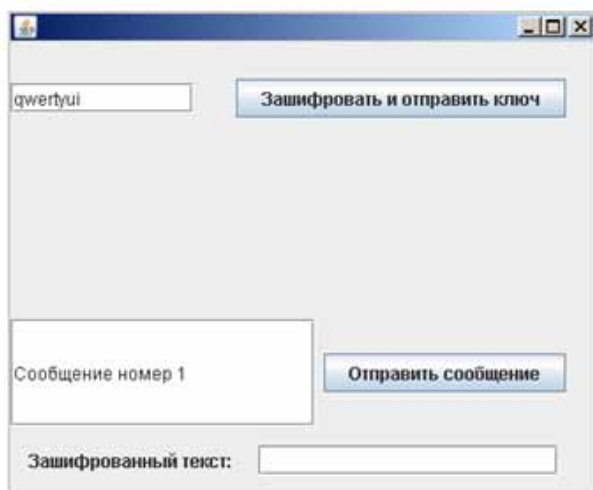 qwertyui
Зашифровать и отправить ключ
Сообщение номер 1
Отправить сообщение
Зашифрованный текст: